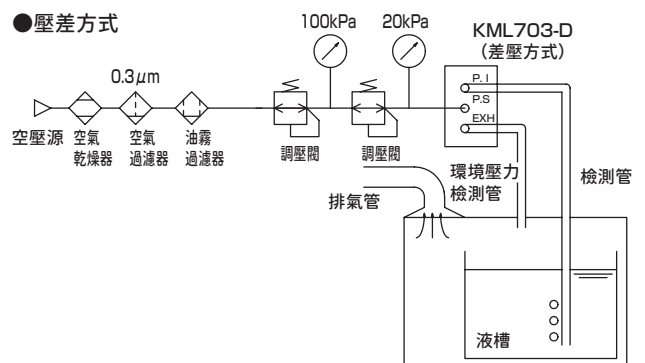 ●壓差方式
100kPa
20kPa
KML703-D
(差壓方式)
0.3μm
P. I
P.S
EXH
空壓源
空氣
乾燥器
空氣
過濾器
油霧
過濾器
調壓閥
調壓閥
環境壓力
檢測管
檢測管
排氣管
液槽